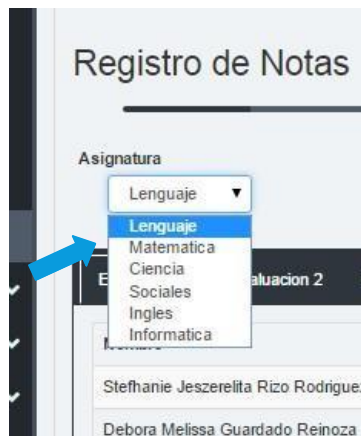 Registro de Notas
Asignatura
Lenguaje
Lenguaje
Matematica
Ciencia
Sociales
Ingles
Informatica
aluacion 2
Stefhanie Jeszerelita Rizo Rodrigue
Debora Melissa Guardado Reinoza